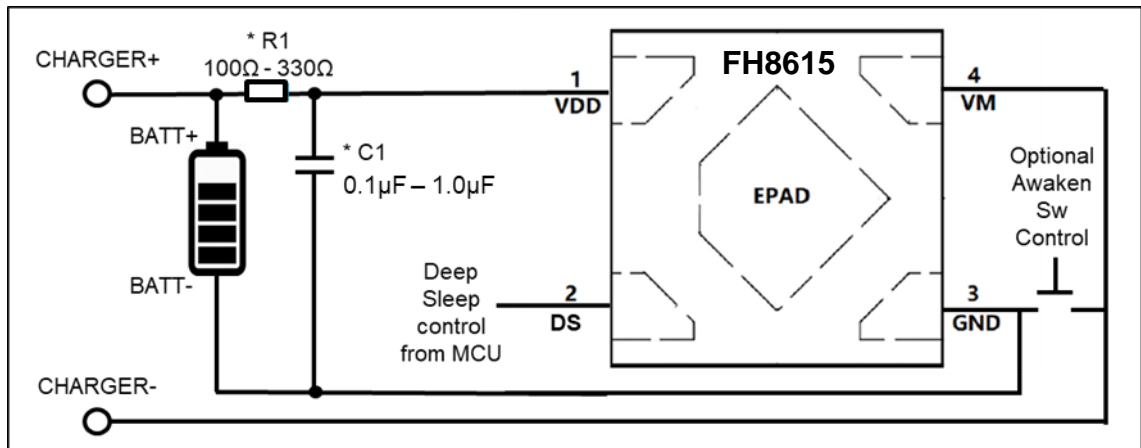 * R1
100Ω - 330Ω
CHARGER+
BATT+
BATT-
* C1
0.1µF – 1.0µF
CHARGER-
FH8615
1
VDD
4
VM
EPAD
Deep
Sleep
control
from MCU
2
DS
3
GND
Optional
Awaken
Sw
Control